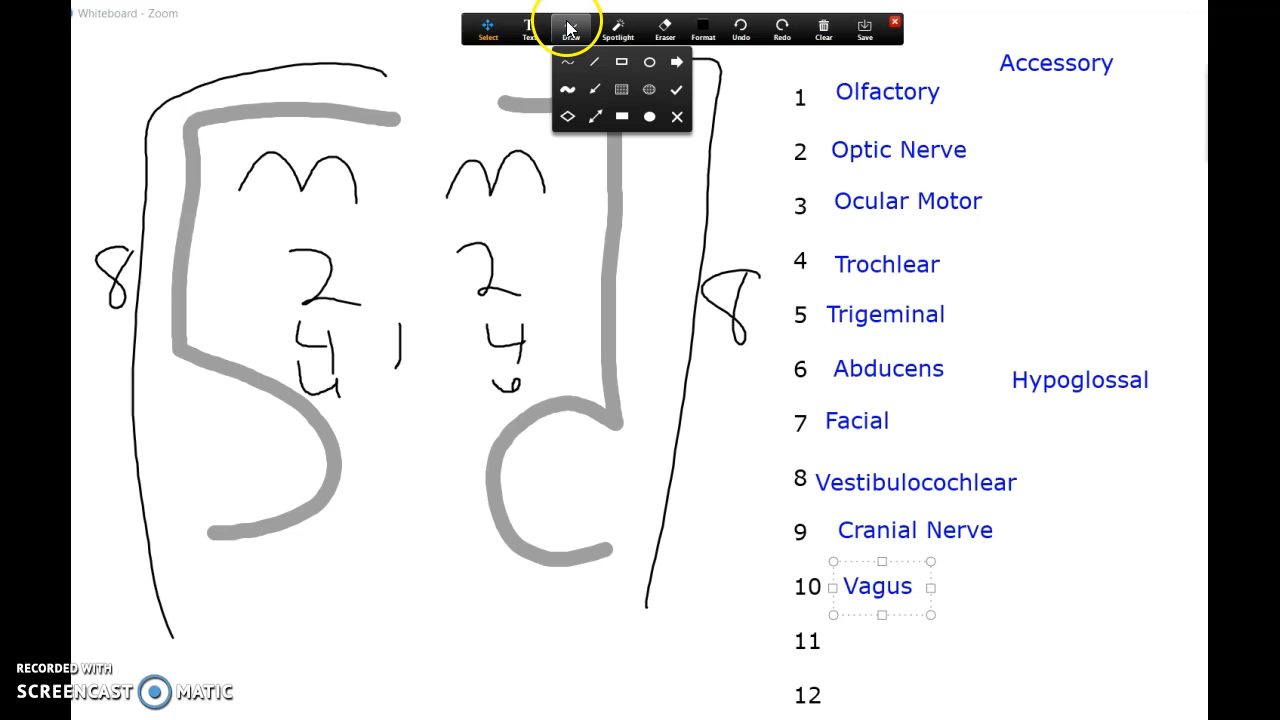 Whiteboard - Zoom
Select Text Draw Spotlight Eraser Format Undo Redo Clear Save
Accessory
1 Olfactory
2 Optic Nerve
3 Ocular Motor
4 Trochlear
5 Trigeminal
6 Abducens
Hypoglossal
7 Facial
8 Vestibulocochlear
9 Cranial Nerve
10 Vagus
11
12
2 2
8 8
4 1 4
6
RECORDED WITH
SCREENCAST MATIC